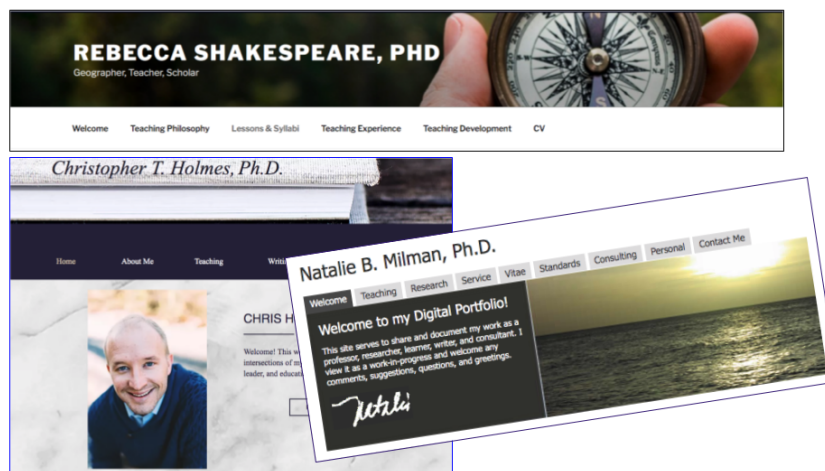 REBECCA SHAKESPEARE, PHD
Geographer, Teacher, Scholar
Welcome Teaching Philosophy Lessons & Syllabi Teaching Experience Teaching Development CV
Christopher T. Holmes, Ph.D.
Home About Me Teaching Writi
CHRIS H
Welcome! This w
intersections of my
leader, and educati
Natalie B. Milman, Ph.D.
Welcome Teaching Research Service Vitae Standards Consulting Personal Contact Me
Welcome to my Digital Portfolio!
This site serves to share and document my work as a
professor, researcher, learner, writer, and consultant. I
view it as a work-in-progress and welcome any
comments, suggestions, questions, and greetings.
Natalie